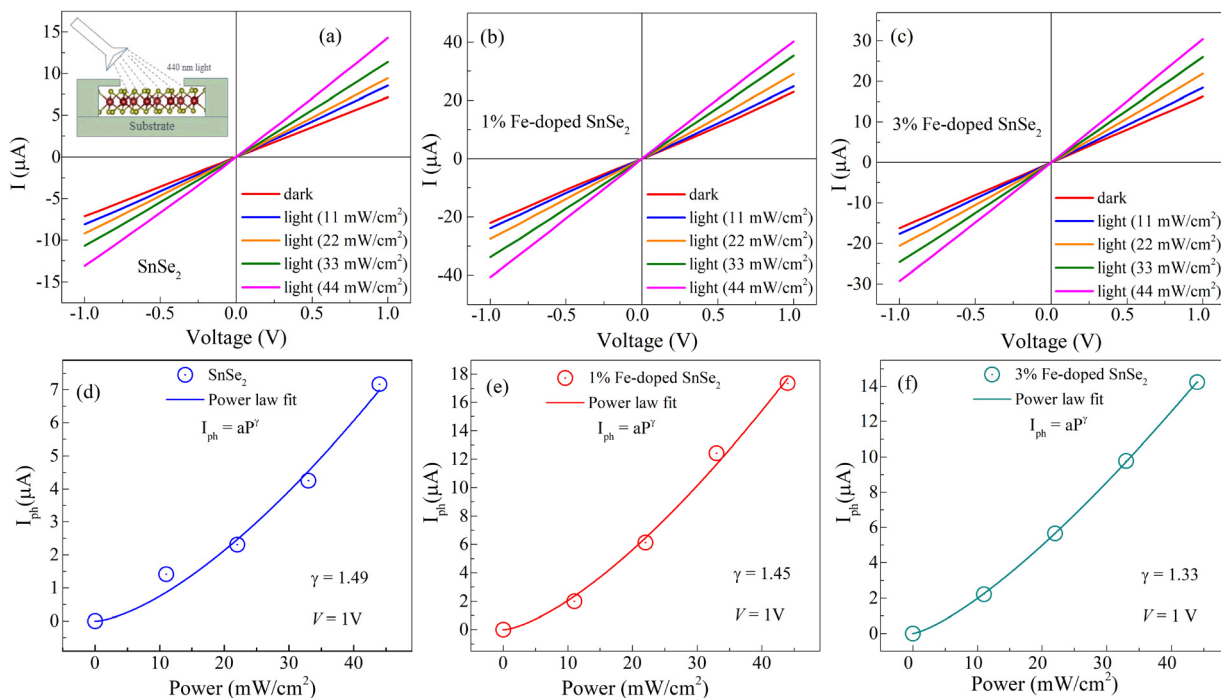 (a)
440 nm light
Substrate
I (µA)
15
10
5
0
-5
-10
-15
dark
light (11 mW/cm²)
light (22 mW/cm²)
light (33 mW/cm²)
light (44 mW/cm²)
SnSe₂
-1.0 -0.5 0.0 0.5 1.0
Voltage (V)
(b)
1% Fe-doped SnSe₂
I (µA)
40
20
0
-20
-40
dark
light (11 mW/cm²)
light (22 mW/cm²)
light (33 mW/cm²)
light (44 mW/cm²)
-1.0 -0.5 0.0 0.5 1.0
Voltage (V)
(c)
3% Fe-doped SnSe₂
I (µA)
30
20
10
0
-10
-20
-30
dark
light (11 mW/cm²)
light (22 mW/cm²)
light (33 mW/cm²)
light (44 mW/cm²)
-1.0 -0.5 0.0 0.5 1.0
Voltage (V)
(d)
SnSe₂
Power law fit
I_ph = aP^γ
I_ph(µA)
7
6
5
4
3
2
1
0
γ = 1.49
V = 1V
0 10 20 30 40
Power (mW/cm²)
(e)
1% Fe-doped SnSe₂
Power law fit
I_ph = aP^γ
I_ph(µA)
18
16
14
12
10
8
6
4
2
0
γ = 1.45
V = 1V
0 10 20 30 40
Power (mW/cm²)
(f)
3% Fe-doped SnSe₂
Power law fit
I_ph = aP^γ
I_ph(µA)
14
12
10
8
6
4
2
0
γ = 1.33
V = 1 V
0 10 20 30 40
Power (mW/cm²)